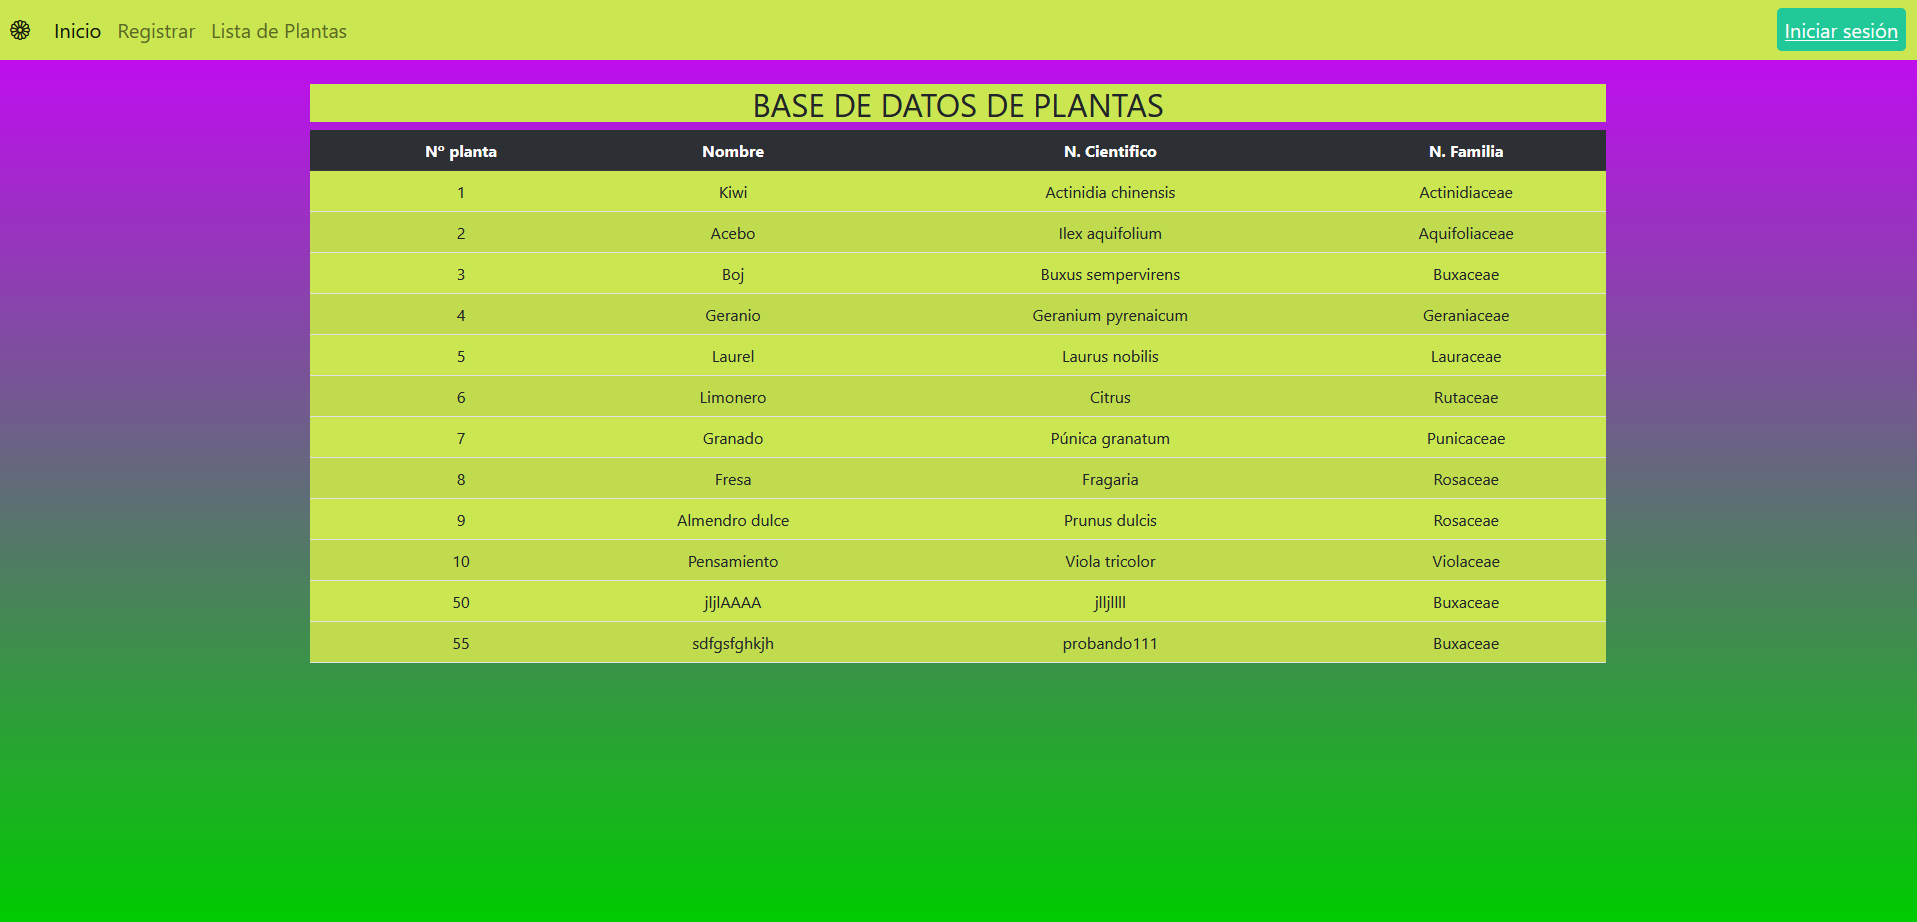 Inicio Registrar Lista de Plantas Iniciar sesión
BASE DE DATOS DE PLANTAS
Nº planta Nombre N. Cientifico N. Familia
1 Kiwi Actinidia chinensis Actinidiaceae
2 Acebo Ilex aquifolium Aquifoliaceae
3 Boj Buxus sempervirens Buxaceae
4 Geranio Geranium pyrenaicum Geraniaceae
5 Laurel Laurus nobilis Lauraceae
6 Limonero Citrus Rutaceae
7 Granado Púnica granatum Punicaceae
8 Fresa Fragaria Rosaceae
9 Almendro dulce Prunus dulcis Rosaceae
10 Pensamiento Viola tricolor Violaceae
50 jljlAAAA jlljllll Buxaceae
55 sdfgsfghkjh probando111 Buxaceae